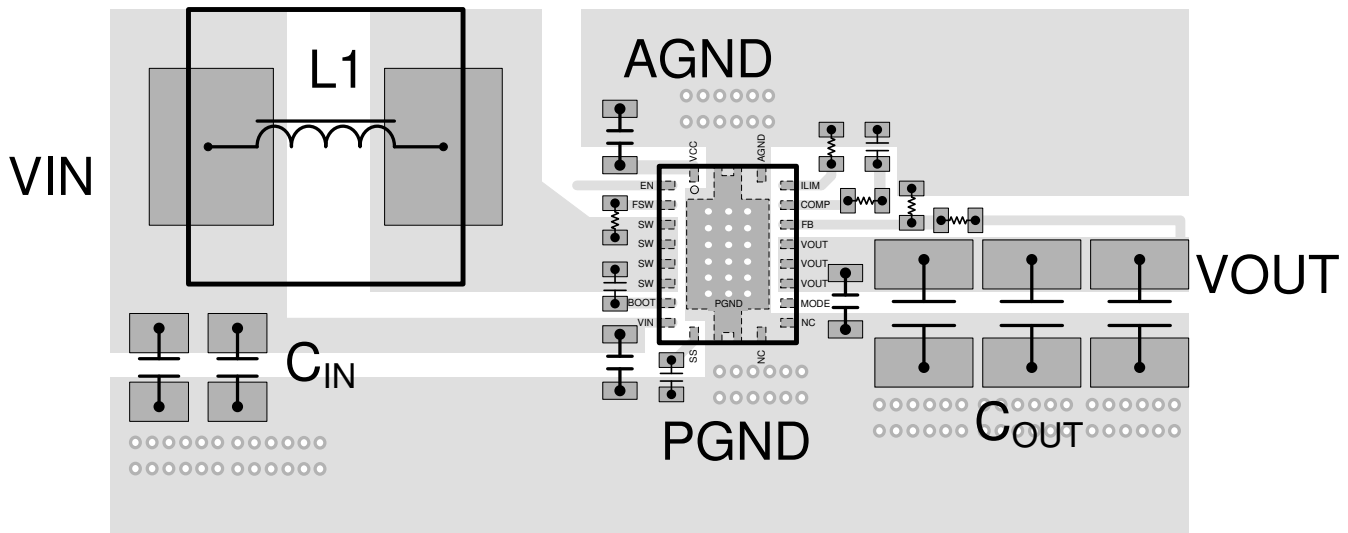 L1
AGND
VIN
VCC
AGND
EN
FSW
SW
SW
SW
SW
BOOT
VIN
ILIM
COMP
FB
VOUT
VOUT
VOUT
MODE
NC
PGND
SS
NC
VOUT
CIN
COUT
PGND